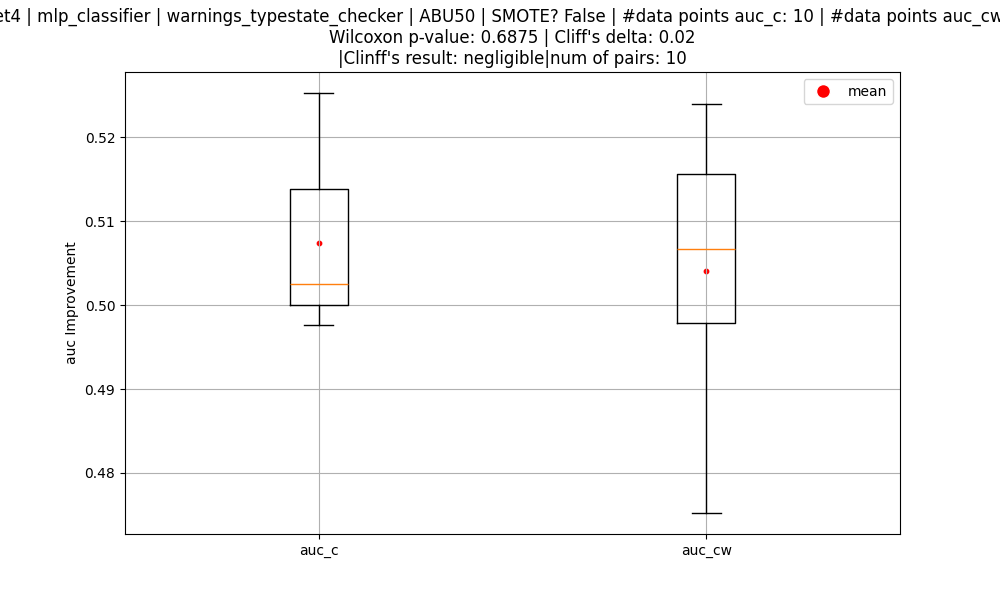 et4 | mlp_classifier | warnings_typestate_checker | ABU50 | SMOTE? False | #data points auc_c: 10 | #data points auc_cw
Wilcoxon p-value: 0.6875 | Cliff's delta: 0.02
|Clinff's result: negligible|num of pairs: 10
mean
0.52
0.51
0.50
0.49
0.48
auc Improvement
auc_c
auc_cw